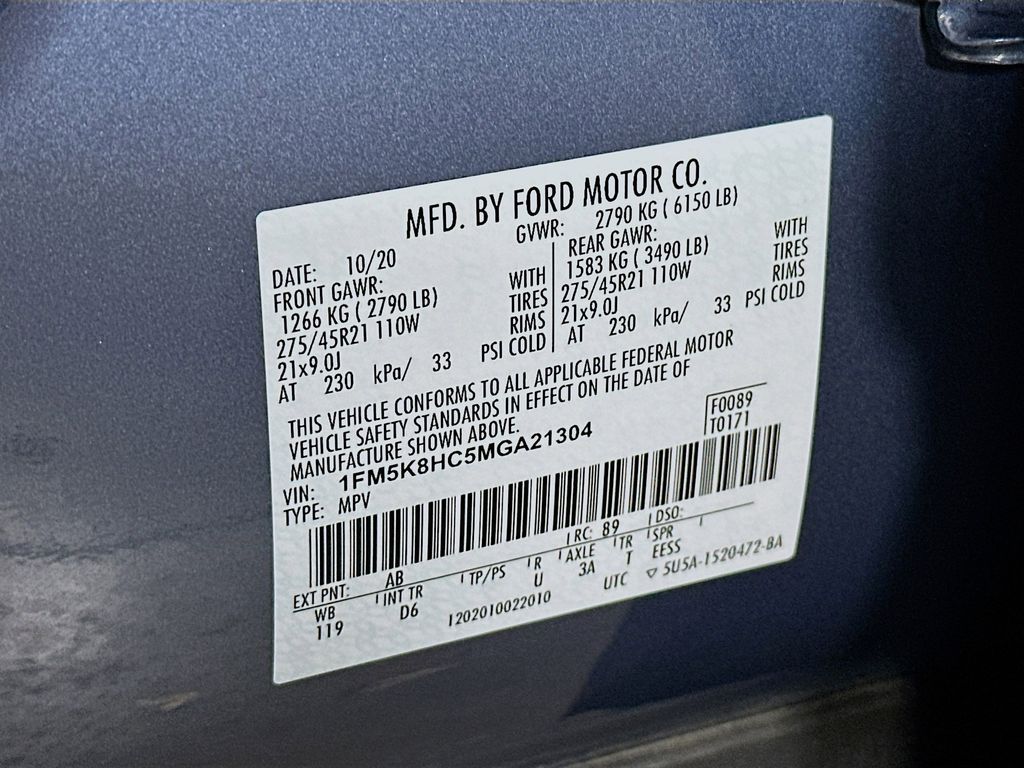 MFD. BY FORD MOTOR CO.
DATE: 10/20
GVWR: 2790 KG ( 6150 LB)
FRONT GAWR:
1266 KG ( 2790 LB) WITH
275/45R21 110W TIRES
21x9.0J RIMS
AT 230 kPa/ 33 PSI COLD
REAR GAWR: WITH
1583 KG ( 3490 LB) TIRES
275/45R21 110W RIMS
21x9.0J
AT 230 kPa/ 33 PSI COLD
THIS VEHICLE CONFORMS TO ALL APPLICABLE FEDERAL MOTOR
VEHICLE SAFETY STANDARDS IN EFFECT ON THE DATE OF
MANUFACTURE SHOWN ABOVE.
F0089
T0171
VIN: 1FM5K8HC5MGA21304
TYPE: MPV
EXT PNT: AB RC: 89 DSO:
WB INT TR TP/PS R AXLE TR SPR
119 D6 U 3A T EESS
1202010022010 UTC ▽ 5U5A-1520472-BA